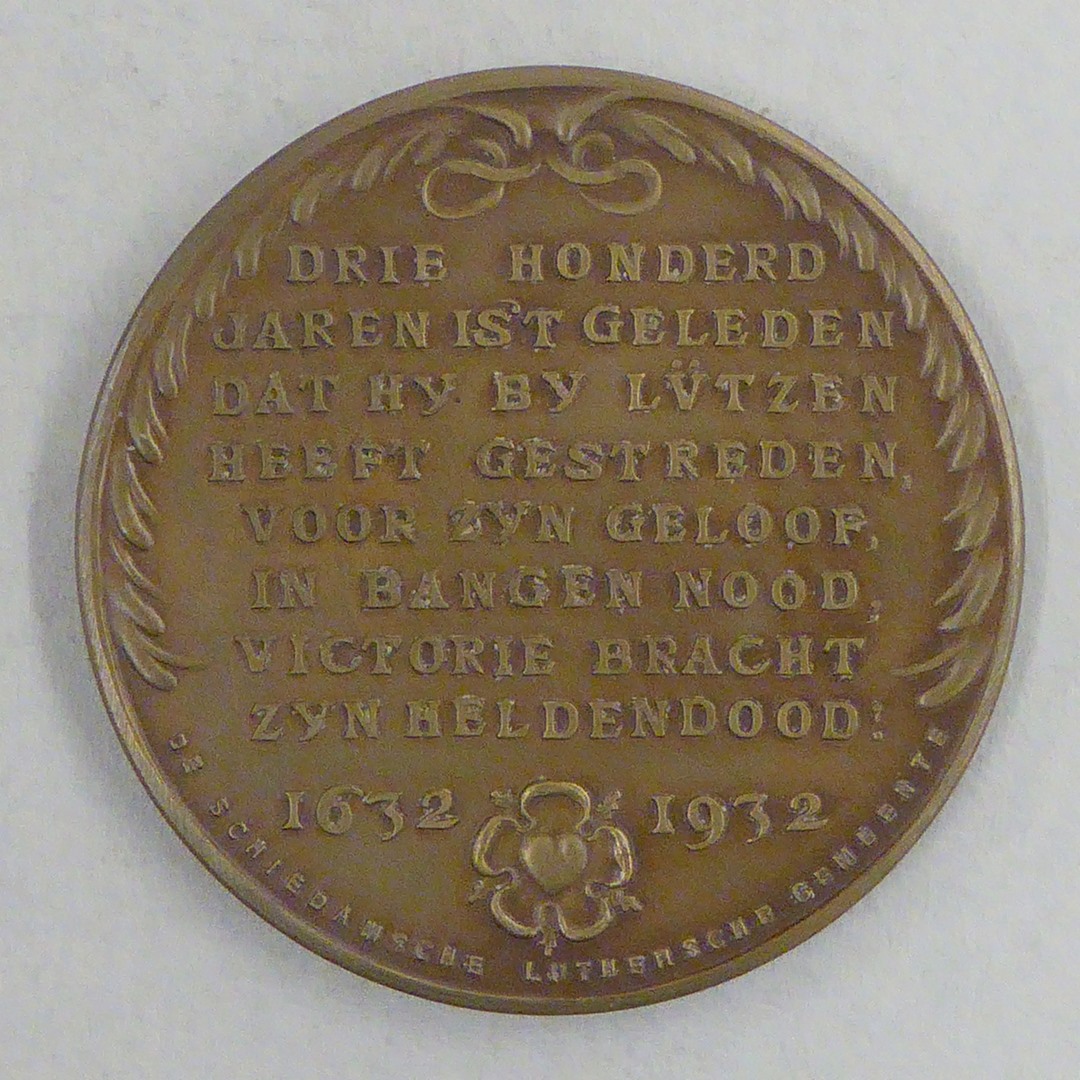 DRIE HONDERD
JAREN IS'T GELEDEN
DAT HY BY LÜTZEN
HEEFT GESTREDEN,
VOOR ZYN GELOOF,
IN BANGEN NOOD,
VICTORIE BRACHT
ZYN HELDENDOOD!
1632 1932
DE SCHIEDAMSCHE LUTHERSCHE GEMEENTE